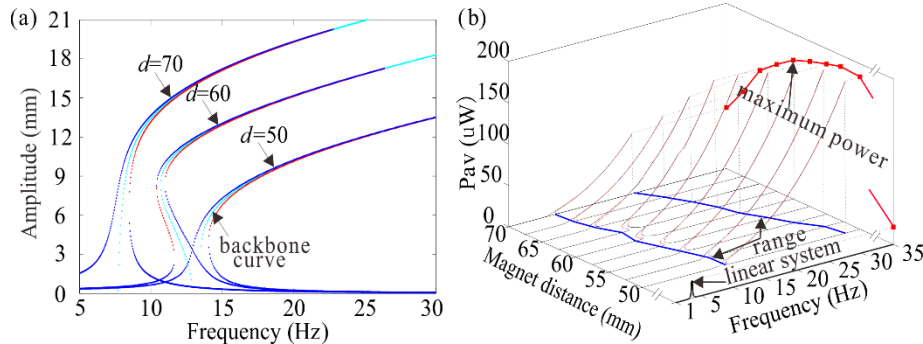 (a)
21
18
15
12
9
6
3
0
Amplitude (mm)
d=70
d=60
d=50
backbone
curve
5 10 15 20 25 30
Frequency (Hz)
(b)
200
150
100
50
0
Pav (uW)
maximum power
range
linear system
70 65 60 55 50
Magnet distance (mm)
1 5 10 15 20 25 30 35
Frequency (Hz)